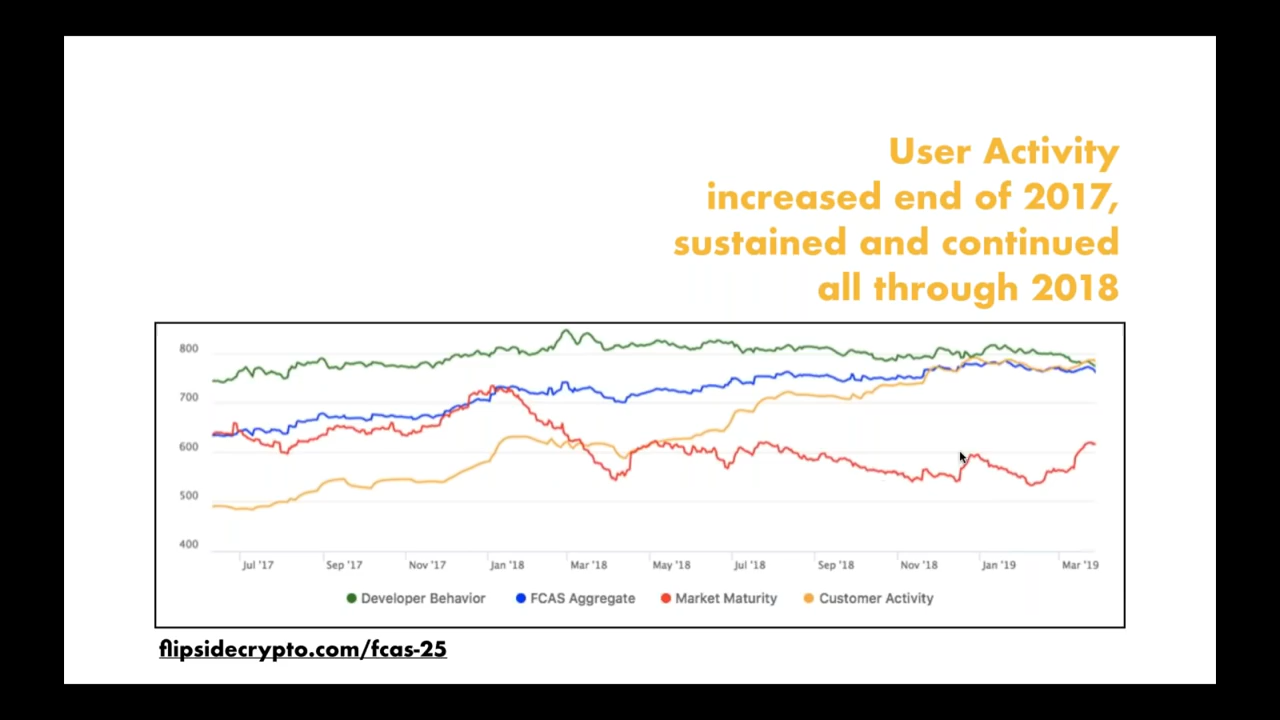 User Activity
increased end of 2017,
sustained and continued
all through 2018
800
700
600
500
400
Jul '17 Sep '17 Nov '17 Jan '18 Mar '18 May '18 Jul '18 Sep '18 Nov '18 Jan '19 Mar '19
Developer Behavior FCAS Aggregate Market Maturity Customer Activity
flipsidecrypto.com/fcas-25